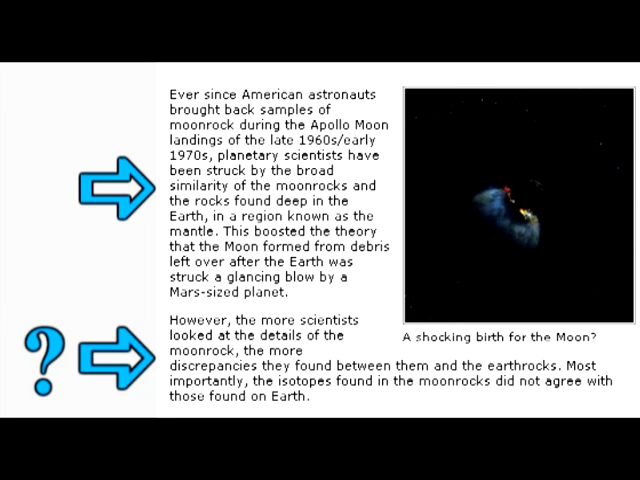 Ever since American astronauts
brought back samples of
moonrock during the Apollo Moon
landings of the late 1960s/early
1970s, planetary scientists have
been struck by the broad
similarity of the moonrocks and
the rocks found deep in the
Earth, in a region known as the
mantle. This boosted the theory
that the Moon formed from debris
left over after the Earth was
struck a glancing blow by a
Mars-sized planet.
A shocking birth for the Moon?
However, the more scientists
looked at the details of the
moonrock, the more
discrepancies they found between them and the earthrocks. Most
importantly, the isotopes found in the moonrocks did not agree with
those found on Earth.
?